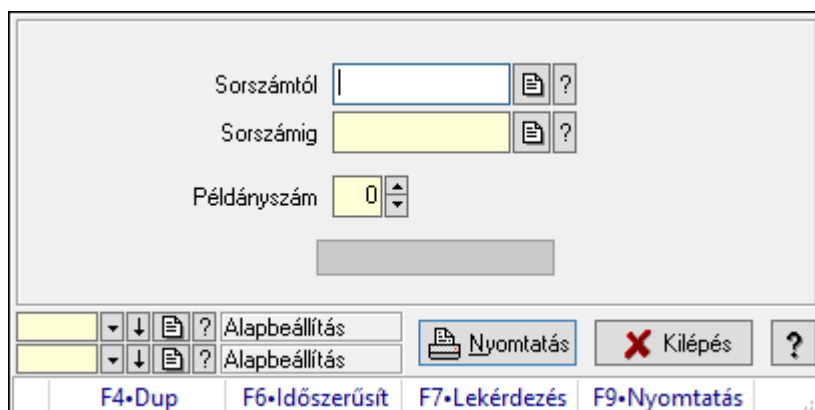 Sorszámtól ?
Sorszámig ?
Példányszám 0
? Alapbeállítás
? Alapbeállítás
Nyomtatás Kilépés ?
F4•Dup F6•Időszerűsít F7•Lekérdezés F9•Nyomtatás